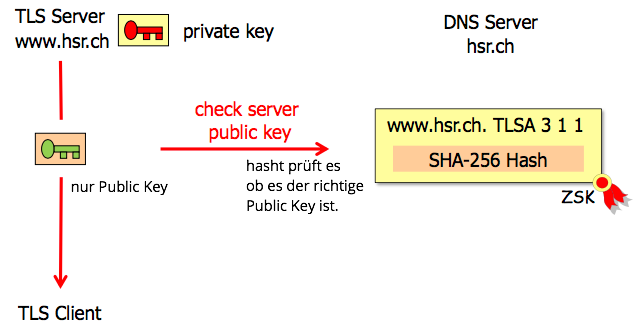 TLS Server
www.hsr.ch
private key
DNS Server
hsr.ch
check server
public key
www.hsr.ch. TLSA 3 1 1
SHA-256 Hash
ZSK
nur Public Key
hasht prüft es
ob es der richtige
Public Key ist.
TLS Client